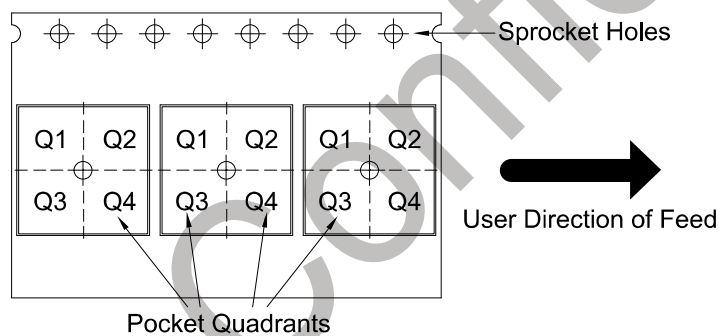 Sprocket Holes
Q1 Q2 Q1 Q2 Q1 Q2
Q3 Q4 Q3 Q4 Q3 Q4
User Direction of Feed
Pocket Quadrants